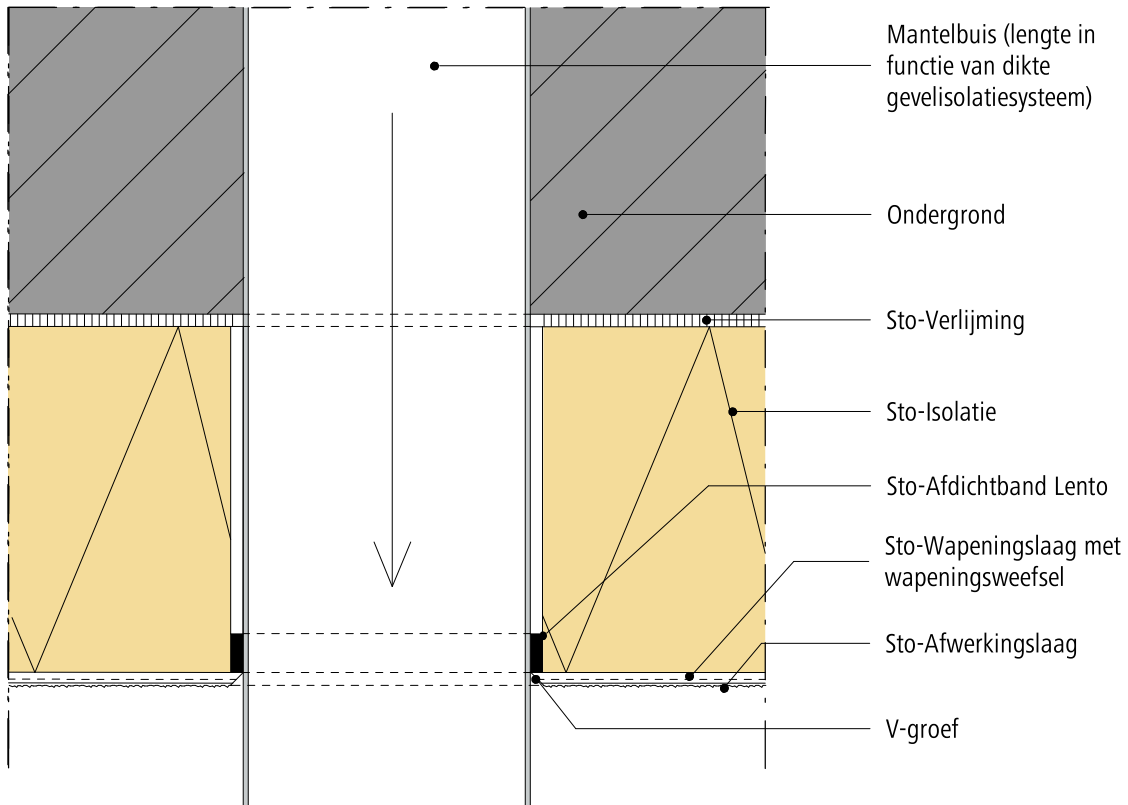 Mantelbuis (lengte in
functie van dikte
gevelisolatiesysteem)
Ondergrond
Sto-Verlijming
Sto-Isolatie
Sto-Afdichtband Lento
Sto-Wapeningslaag met
wapeningsweefsel
Sto-Afwerkingslaag
V-groef